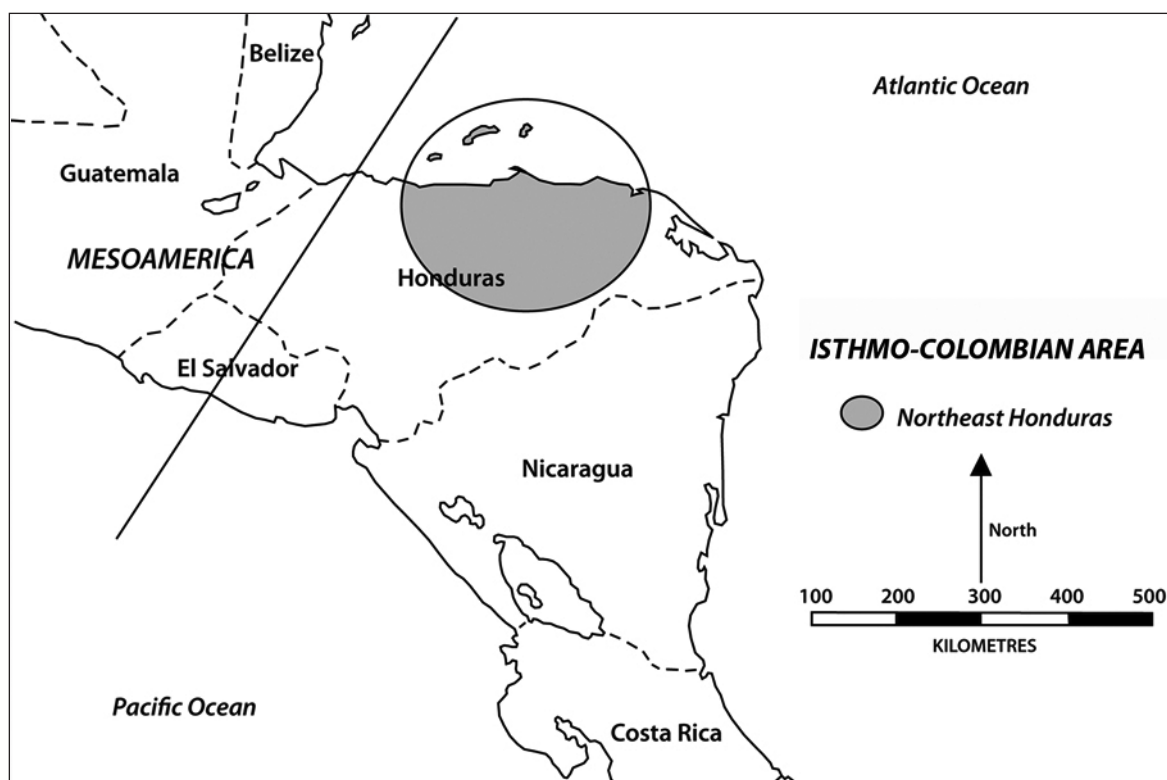 Belize
Atlantic Ocean
Guatemala
MESOAMERICA
Honduras
ISTHMO-COLOMBIAN AREA
El Salvador
Northeast Honduras
Nicaragua
North
100 200 300 400 500
KILOMETRES
Pacific Ocean
Costa Rica